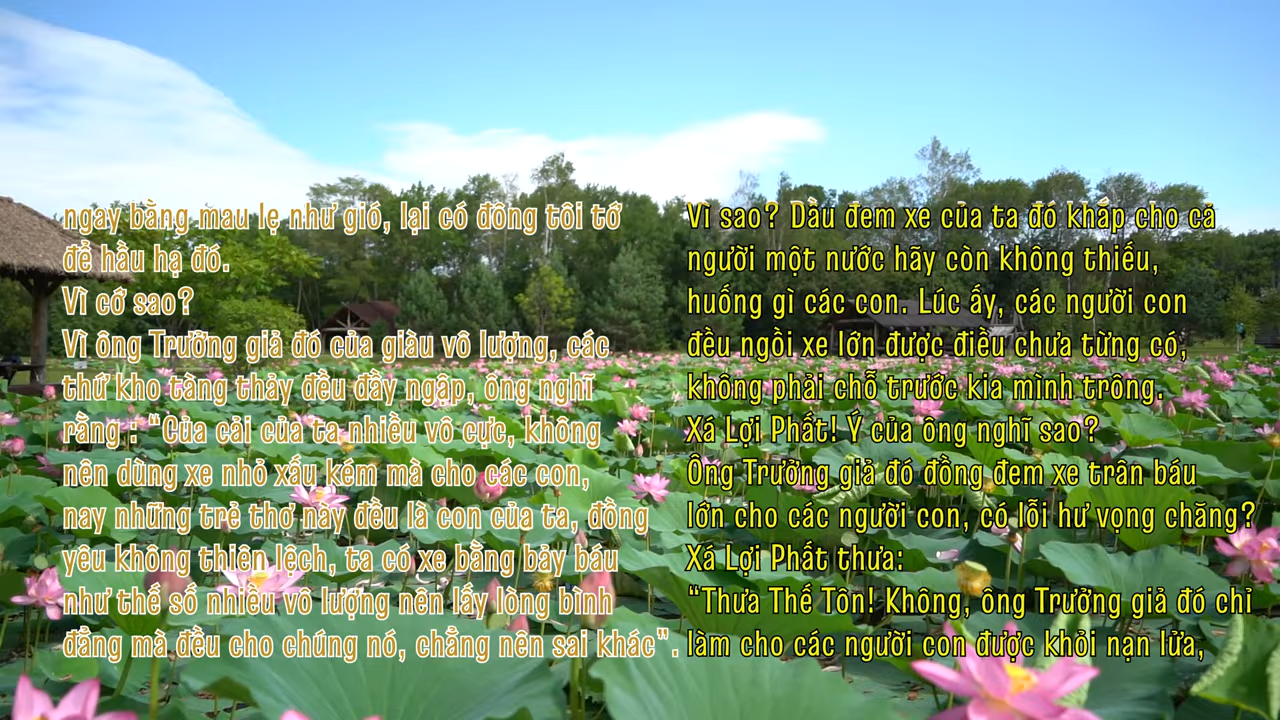 ngay bằng mau lẹ như gió, lại có đông tôi tớ
để hầu hạ đó.
Vì cớ sao?
Vì ông Trưởng giả đó của giàu vô lượng, các
thứ kho tàng thảy đều đầy ngập, ông nghĩ
rằng : “Của cải của ta nhiều vô cực, không
nên dùng xe nhỏ xấu kém mà cho các con,
nay những trẻ thơ này đều là con của ta, đồng
yêu không thiên lệch, ta có xe bằng bảy báu
như thế số nhiều vô lượng nên lấy lòng bình
đẳng mà đều cho chúng nó, chẳng nên sai khác”.
Vì sao? Dầu đem xe của ta đó khắp cho cả
người một nước hãy còn không thiếu,
huống gì các con. Lúc ấy, các người con
đều ngồi xe lớn được điều chưa từng có,
không phải chỗ trước kia mình trông.
Xá Lợi Phất! Ý của ông nghĩ sao?
Ông Trưởng giả đó đồng đem xe trân báu
lớn cho các người con, có lỗi hư vọng chăng?
Xá Lợi Phất thưa:
“Thưa Thế Tôn! Không, ông Trưởng giả đó chỉ
làm cho các người con được khỏi nạn lửa,